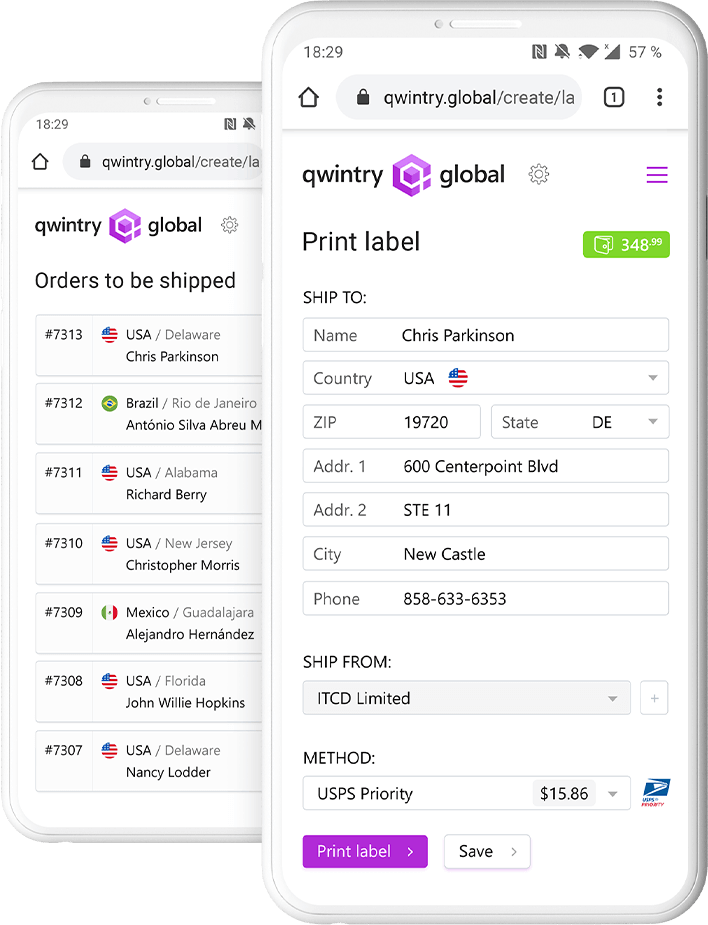 18:29
qwintry.global/create/la
qwintry global
Orders to be shipped
#7313 USA / Delaware
Chris Parkinson
#7312 Brazil / Rio de Janeiro
António Silva Abreu M
#7311 USA / Alabama
Richard Berry
#7310 USA / New Jersey
Christopher Morris
#7309 Mexico / Guadalajara
Alejandro Hernández
#7308 USA / Florida
John Willie Hopkins
#7307 USA / Delaware
Nancy Lodder
18:29 57 %
qwintry.global/create/la 1
qwintry global
Print label 348.99
SHIP TO:
Name Chris Parkinson
Country USA
ZIP 19720 State DE
Addr. 1 600 Centerpoint Blvd
Addr. 2 STE 11
City New Castle
Phone 858-633-6353
SHIP FROM:
ITCD Limited +
METHOD:
USPS Priority $15.86
USPS
PRIORITY
Print label Save